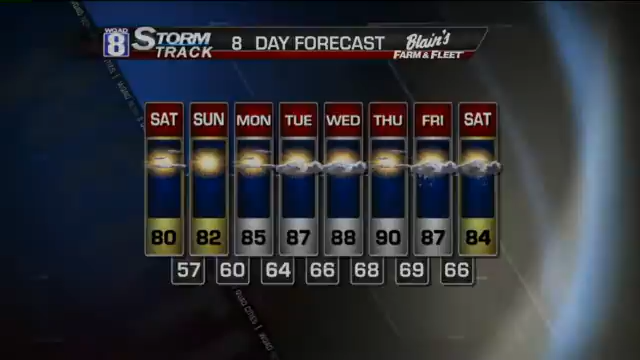 WQAD
8 STORM TRACK
8 DAY FORECAST
Blain's
FARM & FLEET
SAT SUN MON TUE WED THU FRI SAT
80 82 85 87 88 90 87 84
57 60 64 66 68 69 66